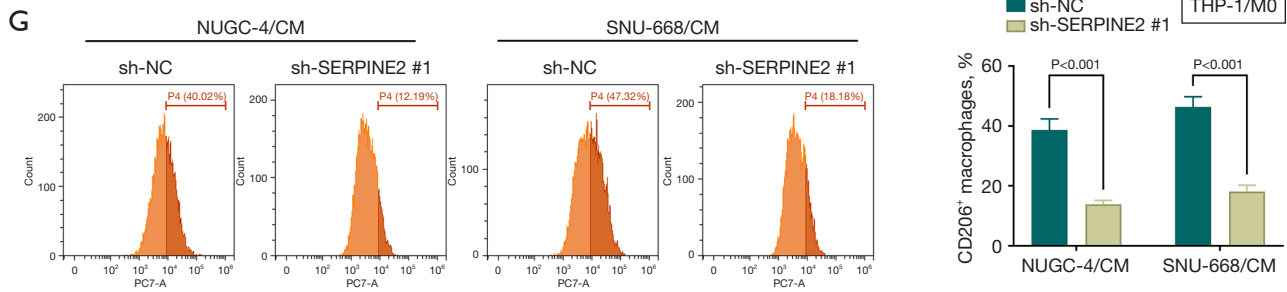 G
NUGC-4/CM
SNU-668/CM
sh-NC
sh-SERPINE2 #1
sh-NC
sh-SERPINE2 #1
P4 (40.02%)
P4 (12.19%)
P4 (47.32%)
P4 (18.18%)
Count
200
100
0
0 10² 10³ 10⁴ 10⁵ 10⁶
PC7-A
Count
200
100
0
0 10² 10³ 10⁴ 10⁵ 10⁶
PC7-A
Count
100
0
0 10² 10³ 10⁴ 10⁵ 10⁶
PC7-A
Count
200
100
0
0 10² 10³ 10⁴ 10⁵ 10⁶
PC7-A
sh-NC
sh-SERPINE2 #1
THP-1/M0
CD206⁺ macrophages, %
60
40
20
0
P<0.001
P<0.001
NUGC-4/CM
SNU-668/CM